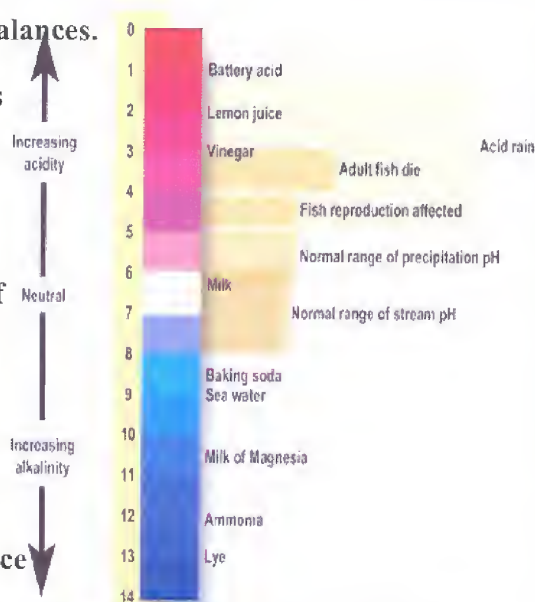 alances.
s
f
ce
Increasing
acidity
Neutral
Increasing
alkalinity
0
1
2
3
4
5
6
7
8
9
10
11
12
13
14
Battery acid
Lemon juice
Vinegar
Milk
Baking soda
Sea water
Milk of Magnesia
Ammonia
Lye
Acid rain
Adult fish die
Fish reproduction affected
Normal range of precipitation pH
Normal range of stream pH